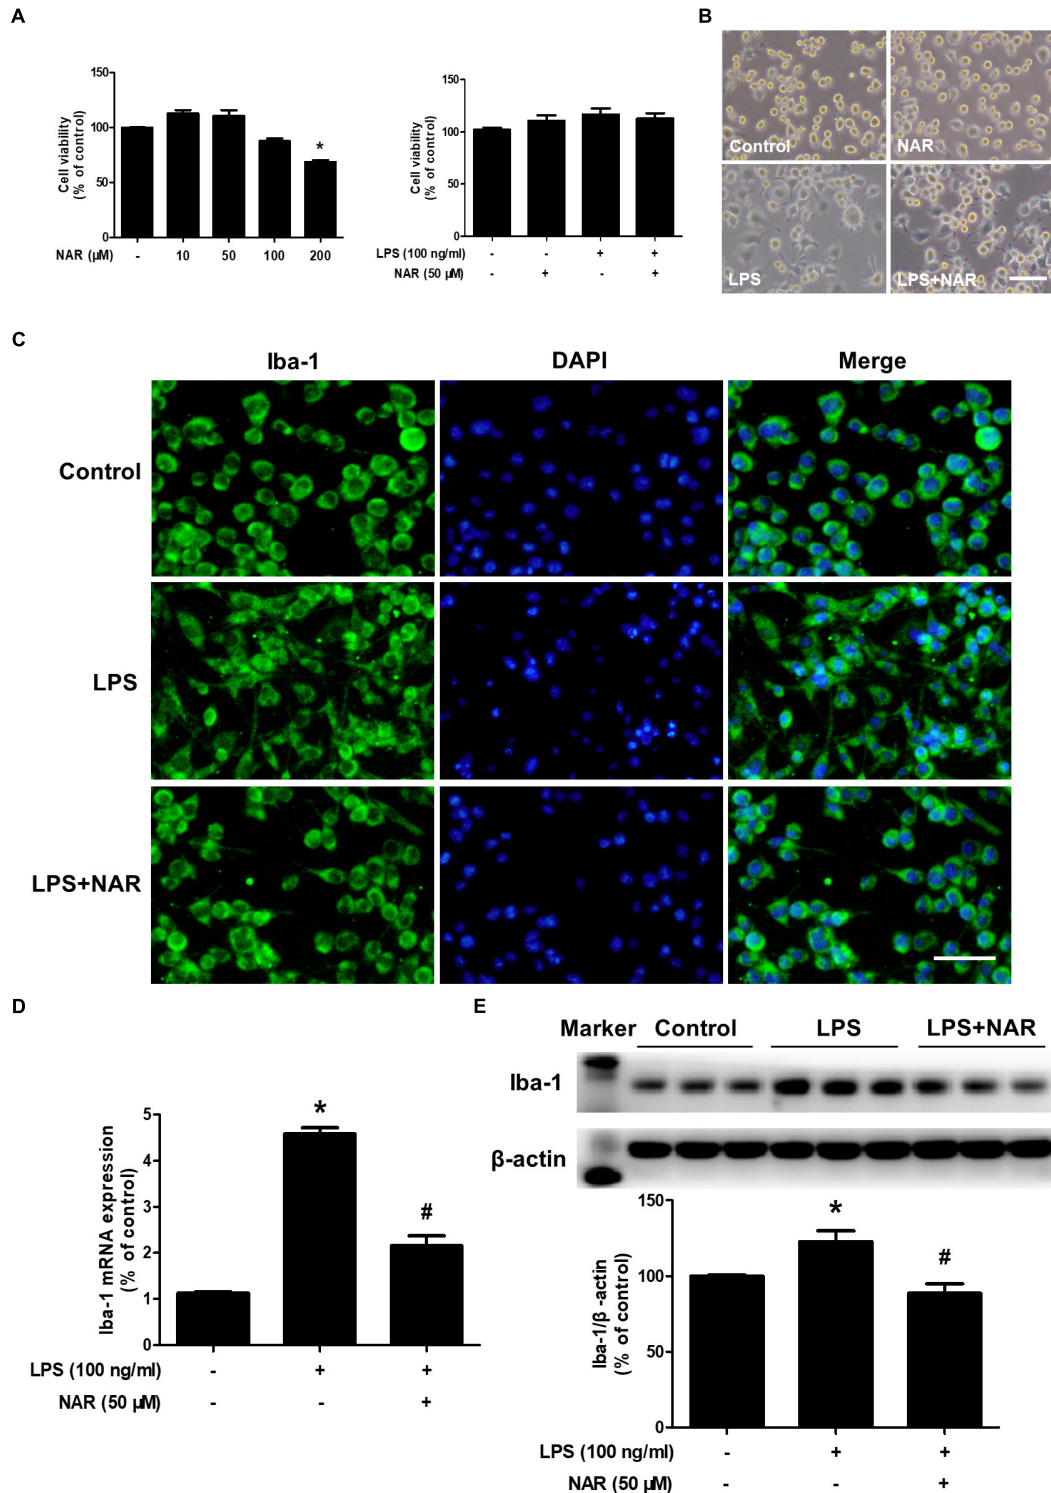 A
Cell viability
(% of control)
150
100
50
0
*
NAR (μM)
- 10 50 100 200
Cell viability
(% of control)
150
100
50
0
LPS (100 ng/ml) - - + +
NAR (50 μM) - + - +
B
Control
NAR
LPS
LPS+NAR
C
Iba-1 DAPI Merge
Control
LPS
LPS+NAR
D
Iba-1 mRNA expression
(% of control)
5
4
3
2
1
0
*
#
LPS (100 ng/ml) - + +
NAR (50 μM) - - +
E
Marker Control LPS LPS+NAR
Iba-1
β-actin
Iba-1/β -actin
(% of control)
150
100
50
0
*
#
LPS (100 ng/ml) - + +
NAR (50 μM) - - +